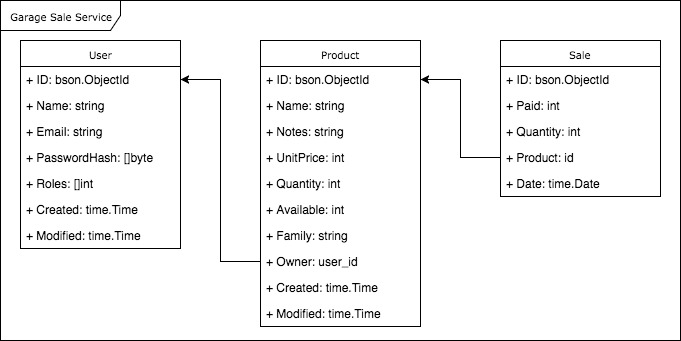 Garage Sale Service
User
+ ID: bson.ObjectId
+ Name: string
+ Email: string
+ PasswordHash: []byte
+ Roles: []int
+ Created: time.Time
+ Modified: time.Time
Product
+ ID: bson.ObjectId
+ Name: string
+ Notes: string
+ UnitPrice: int
+ Quantity: int
+ Available: int
+ Family: string
+ Owner: user_id
+ Created: time.Time
+ Modified: time.Time
Sale
+ ID: bson.ObjectId
+ Paid: int
+ Quantity: int
+ Product: id
+ Date: time.Date